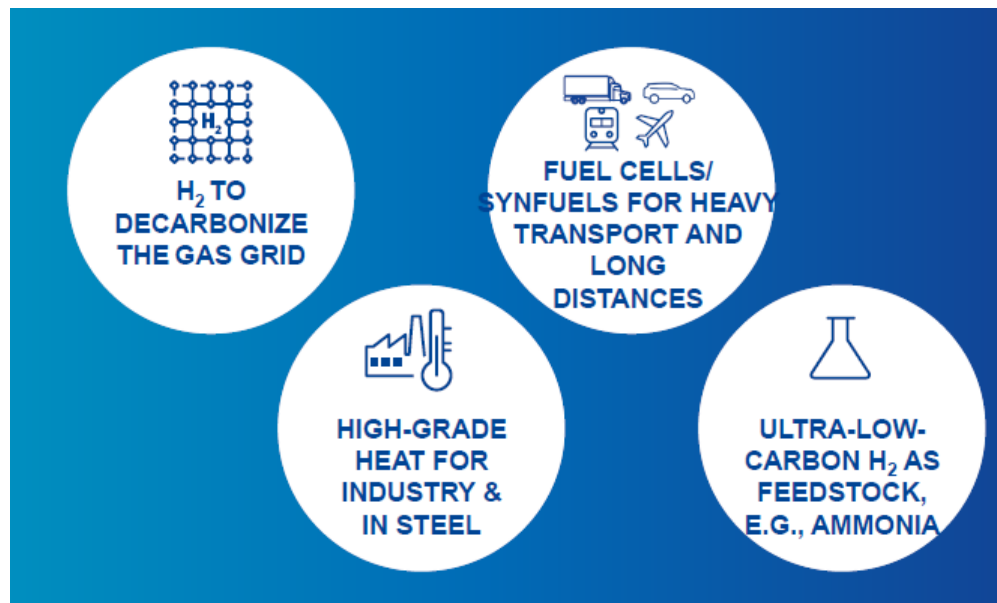 H₂
H₂ TO
DECARBONIZE
THE GAS GRID
FUEL CELLS/
SYNFUELS FOR HEAVY
TRANSPORT AND
LONG
DISTANCES
HIGH-GRADE
HEAT FOR
INDUSTRY &
IN STEEL
ULTRA-LOW-
CARBON H₂ AS
FEEDSTOCK,
E.G., AMMONIA